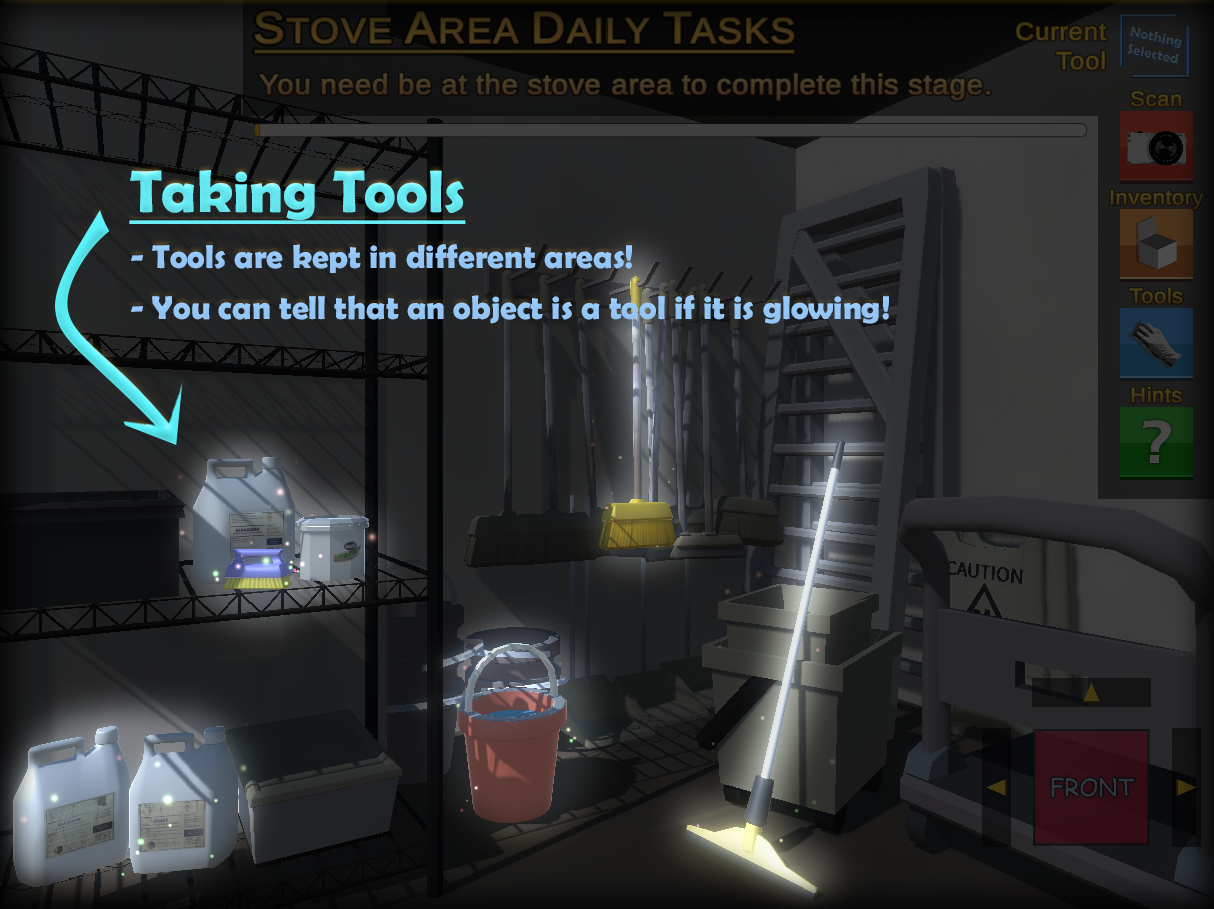 STOVE AREA DAILY TASKS
You need be at the stove area to complete this stage.
Current
Tool
Nothing
Selected
Scan
Inventory
Tools
Hints
?
Taking Tools
- Tools are kept in different areas!
- You can tell that an object is a tool if it is glowing!
CAUTION
FRONT